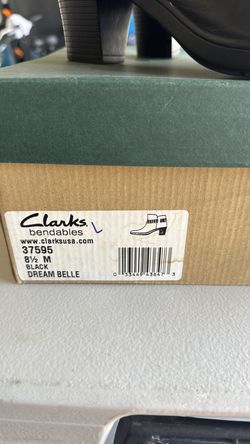 Clarks
bendables
www.clarksusa.com
37595
8½ M
BLACK
DREAM BELLE